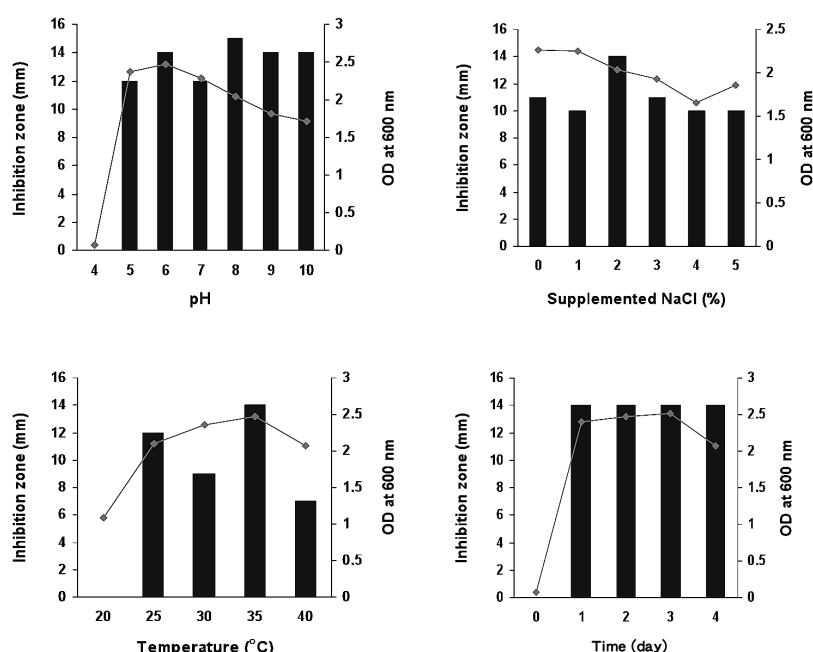 16 3
14 2.5
12
10 2
8 1.5
6 1
4
2 0.5
0 0
Inhibition zone (mm)
OD at 600 nm
4 5 6 7 8 9 10
pH
16 2.5
14 2
12
10 1.5
8
6 1
4 0.5
2
0 0
Inhibition zone (mm)
OD at 600 nm
0 1 2 3 4 5
Supplemented NaCl (%)
16 3
14 2.5
12
10 2
8 1.5
6 1
4
2 0.5
0 0
Inhibition zone (mm)
OD at 600 nm
20 25 30 35 40
Temperature (°C)
16 3
14 2.5
12
10 2
8 1.5
6 1
4
2 0.5
0 0
Inhibition zone (mm)
OD at 600 nm
0 1 2 3 4
Time (day)